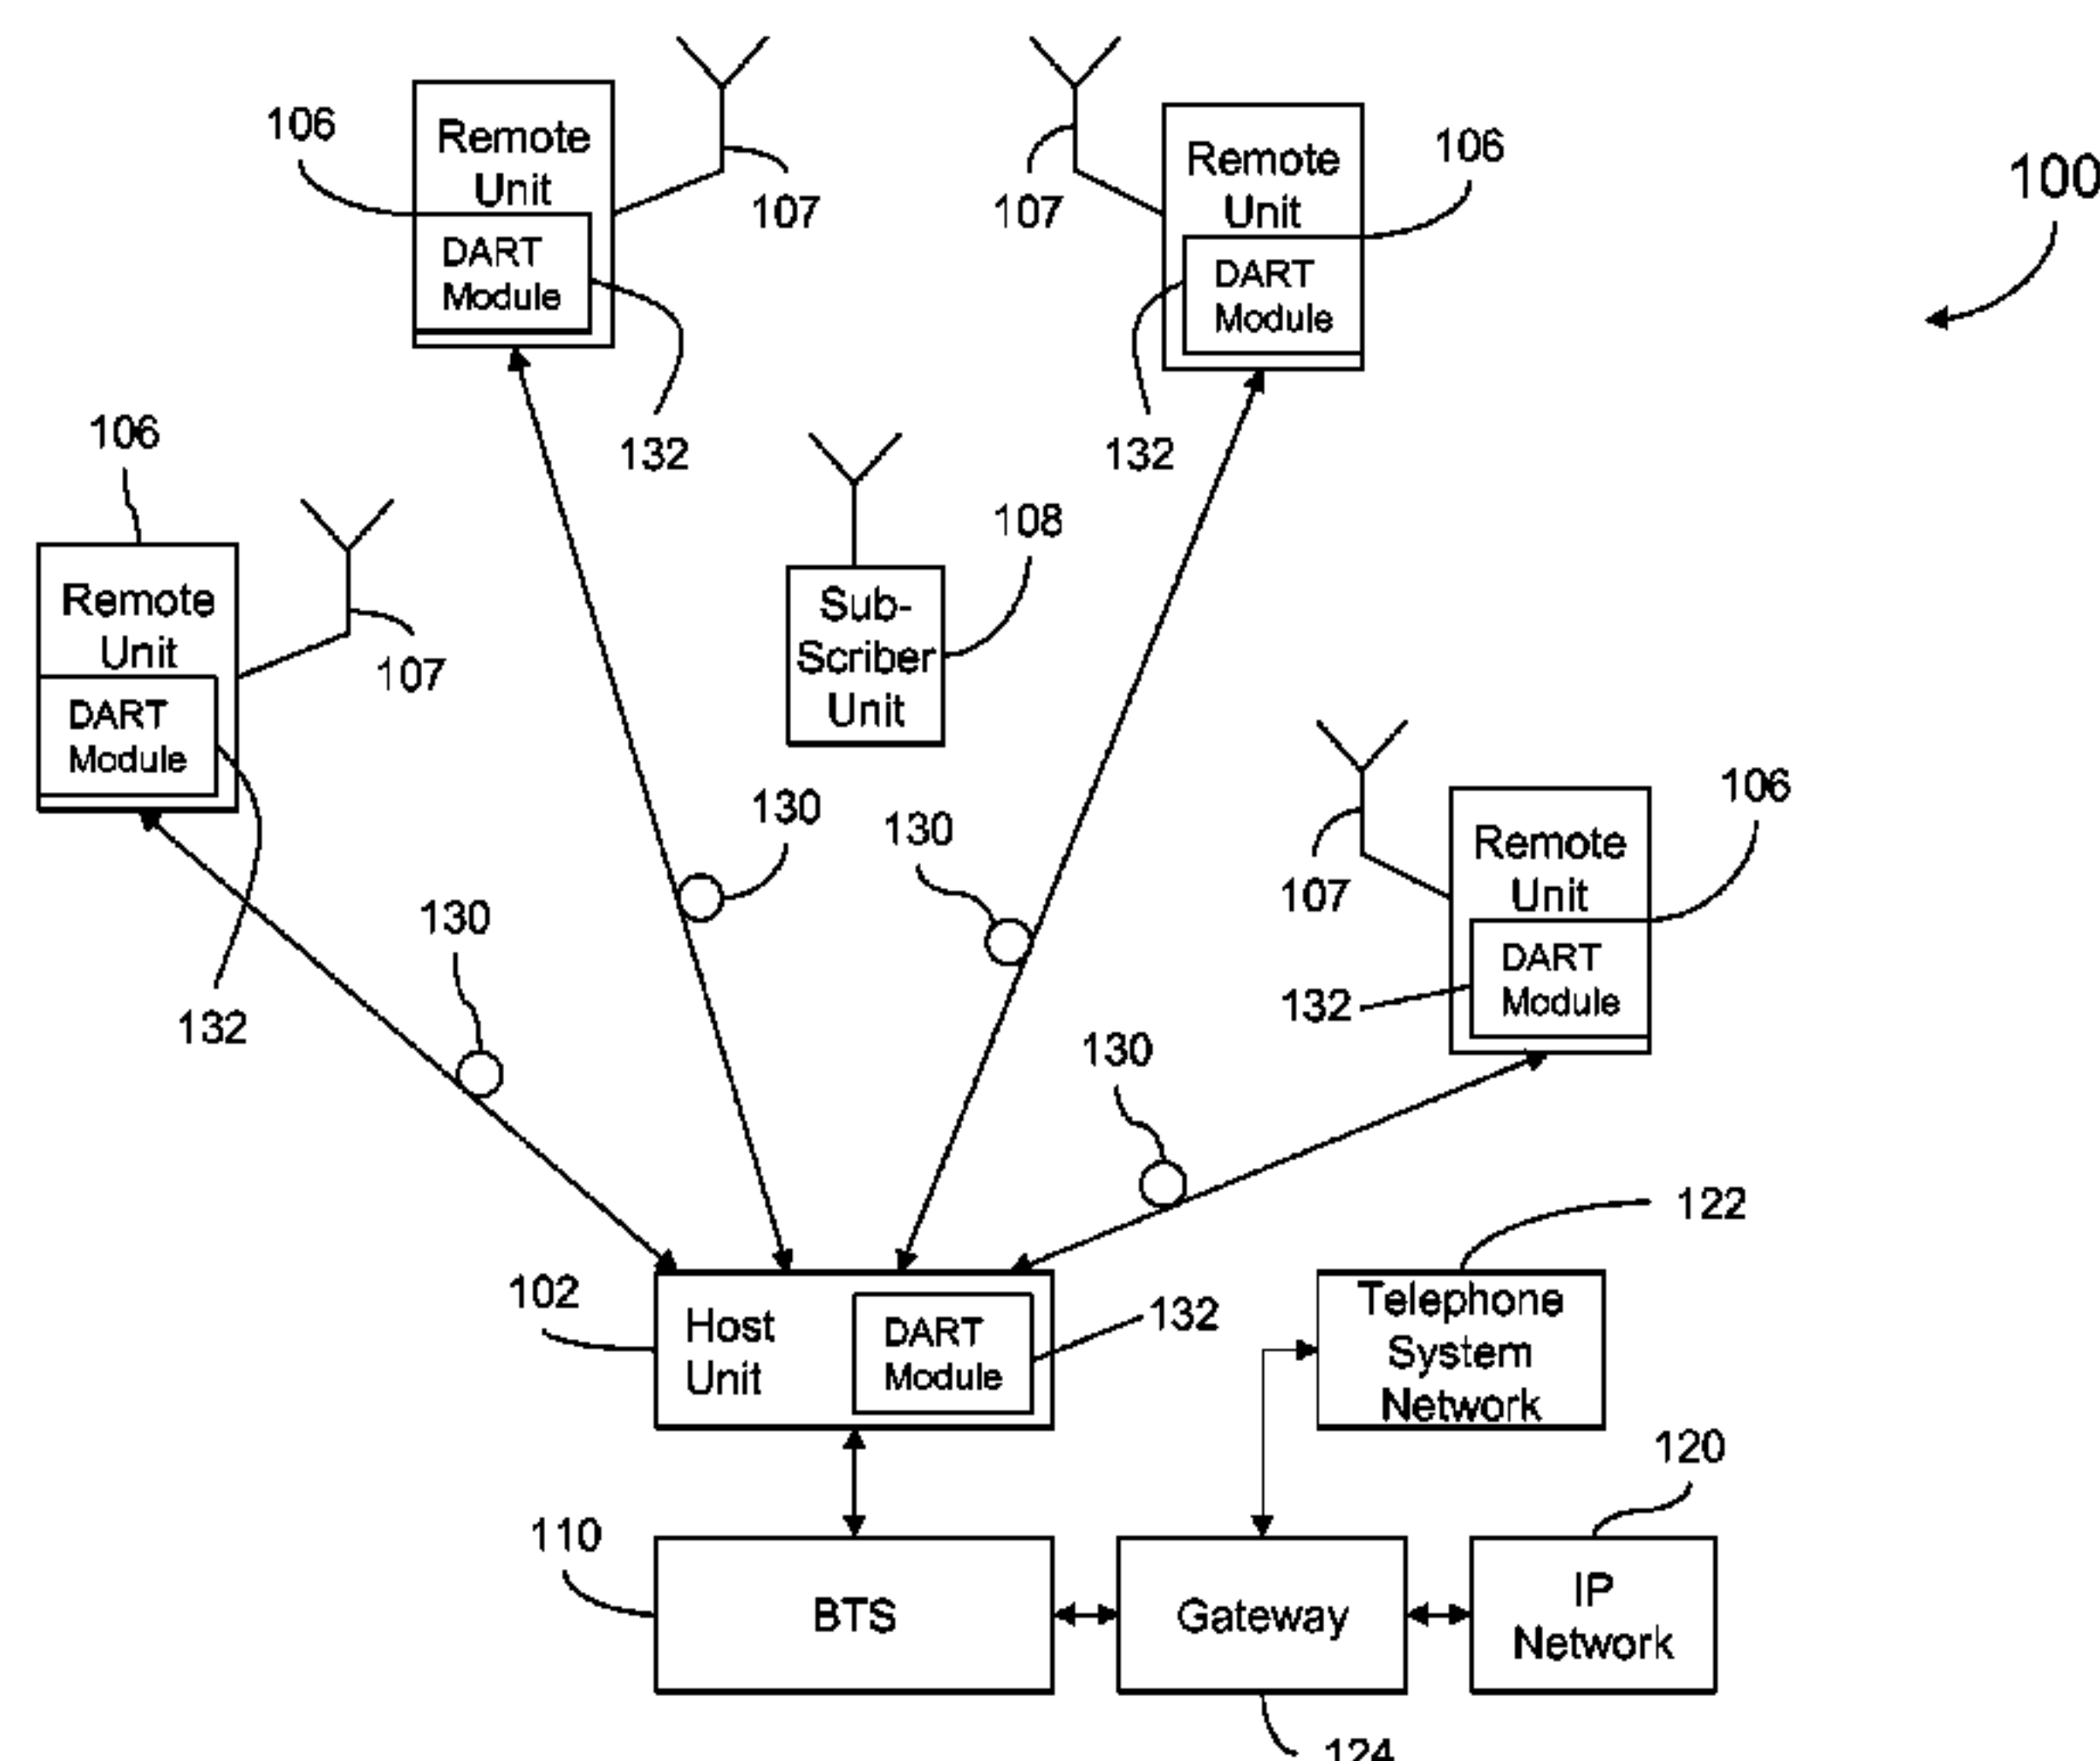 106
Remote
Unit
DART
Module
107
132
107
Remote
Unit
DART
Module
106
132
100
106
Remote
Unit
DART
Module
107
132
108
Sub-
Scriber
Unit
130
130
130
130
106
Remote
Unit
DART
Module
107
132
102
Host
Unit
DART
Module
132
122
Telephone
System
Network
120
110
BTS
Gateway
IP
Network
124